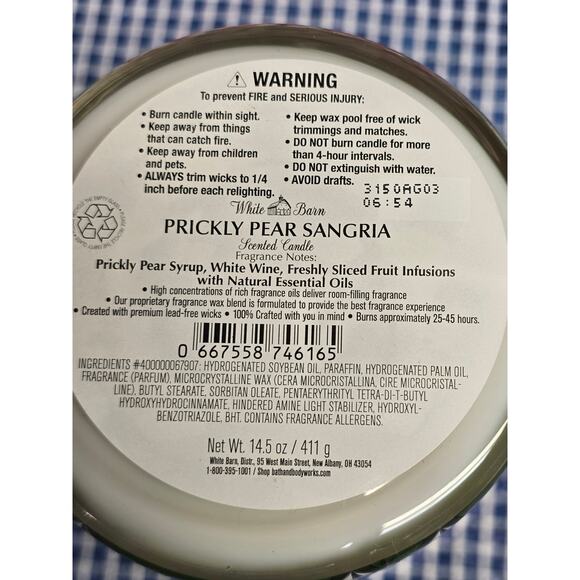 WARNING
To prevent FIRE and SERIOUS INJURY:
• Burn candle within sight.
• Keep away from things
that can catch fire.
• Keep away from children
and pets.
• ALWAYS trim wicks to 1/4
inch before each relighting.
• Keep wax pool free of wick
trimmings and matches.
• DO NOT burn candle for more
than 4-hour intervals.
• DO NOT extinguish with water.
• AVOID drafts.
3150AG03
06:54
White Barn
PRICKLY PEAR SANGRIA
Scented Candle
Fragrance Notes:
Prickly Pear Syrup, White Wine, Freshly Sliced Fruit Infusions
with Natural Essential Oils
• High concentrations of rich fragrance oils deliver room-filling fragrance
• Our proprietary fragrance wax blend is formulated to provide the best fragrance experience
• Created with premium lead-free wicks • 100% Crafted with you in mind • Burns approximately 25-45 hours.
0 667558 746165
INGREDIENTS #400000067907: HYDROGENATED SOYBEAN OIL, PARAFFIN, HYDROGENATED PALM OIL,
FRAGRANCE (PARFUM), MICROCRYSTALLINE WAX (CERA MICROCRISTALLINA, CIRE MICROCRISTAL-
LINE), BUTYL STEARATE, SORBITAN OLEATE, PENTAERYTHRITYL TETRA-DI-T-BUTYL
HYDROXYHYDROCINNAMATE, HINDERED AMINE LIGHT STABILIZER, HYDROXYL-
BENZOTRIAZOLE, BHT. CONTAINS FRAGRANCE ALLERGENS.
Net Wt. 14.5 oz / 411 g
White Barn, Distr., 95 West Main Street, New Albany, OH 43054
1-800-395-1001 / Shop bathandbodyworks.com